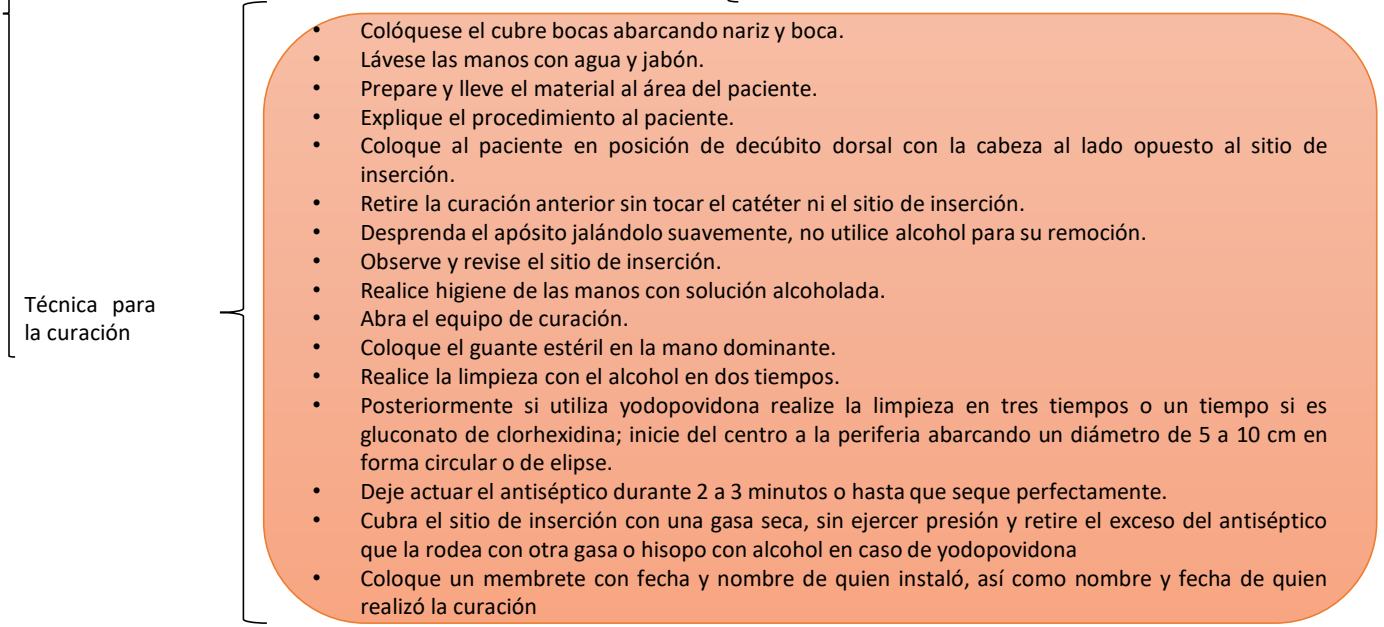 • Colóquese el cubre bocas abarcando nariz y boca.
• Lávese las manos con agua y jabón.
• Prepare y lleve el material al área del paciente.
• Explique el procedimiento al paciente.
• Coloque al paciente en posición de decúbito dorsal con la cabeza al lado opuesto al sitio de
inserción.
• Retire la curación anterior sin tocar el catéter ni el sitio de inserción.
• Desprenda el apósito jalándolo suavemente, no utilice alcohol para su remoción.
• Observe y revise el sitio de inserción.
• Realice higiene de las manos con solución alcoholada.
• Abra el equipo de curación.
• Coloque el guante estéril en la mano dominante.
• Realice la limpieza con el alcohol en dos tiempos.
• Posteriormente si utiliza yodopovidona realize la limpieza en tres tiempos o un tiempo si es
gluconato de clorhexidina; inicie del centro a la periferia abarcando un diámetro de 5 a 10 cm en
forma circular o de elipse.
• Deje actuar el antiséptico durante 2 a 3 minutos o hasta que seque perfectamente.
• Cubra el sitio de inserción con una gasa seca, sin ejercer presión y retire el exceso del antiséptico
que la rodea con otra gasa o hisopo con alcohol en caso de yodopovidona
• Coloque un membrete con fecha y nombre de quien instaló, así como nombre y fecha de quien
realizó la curación
Técnica para
la curación